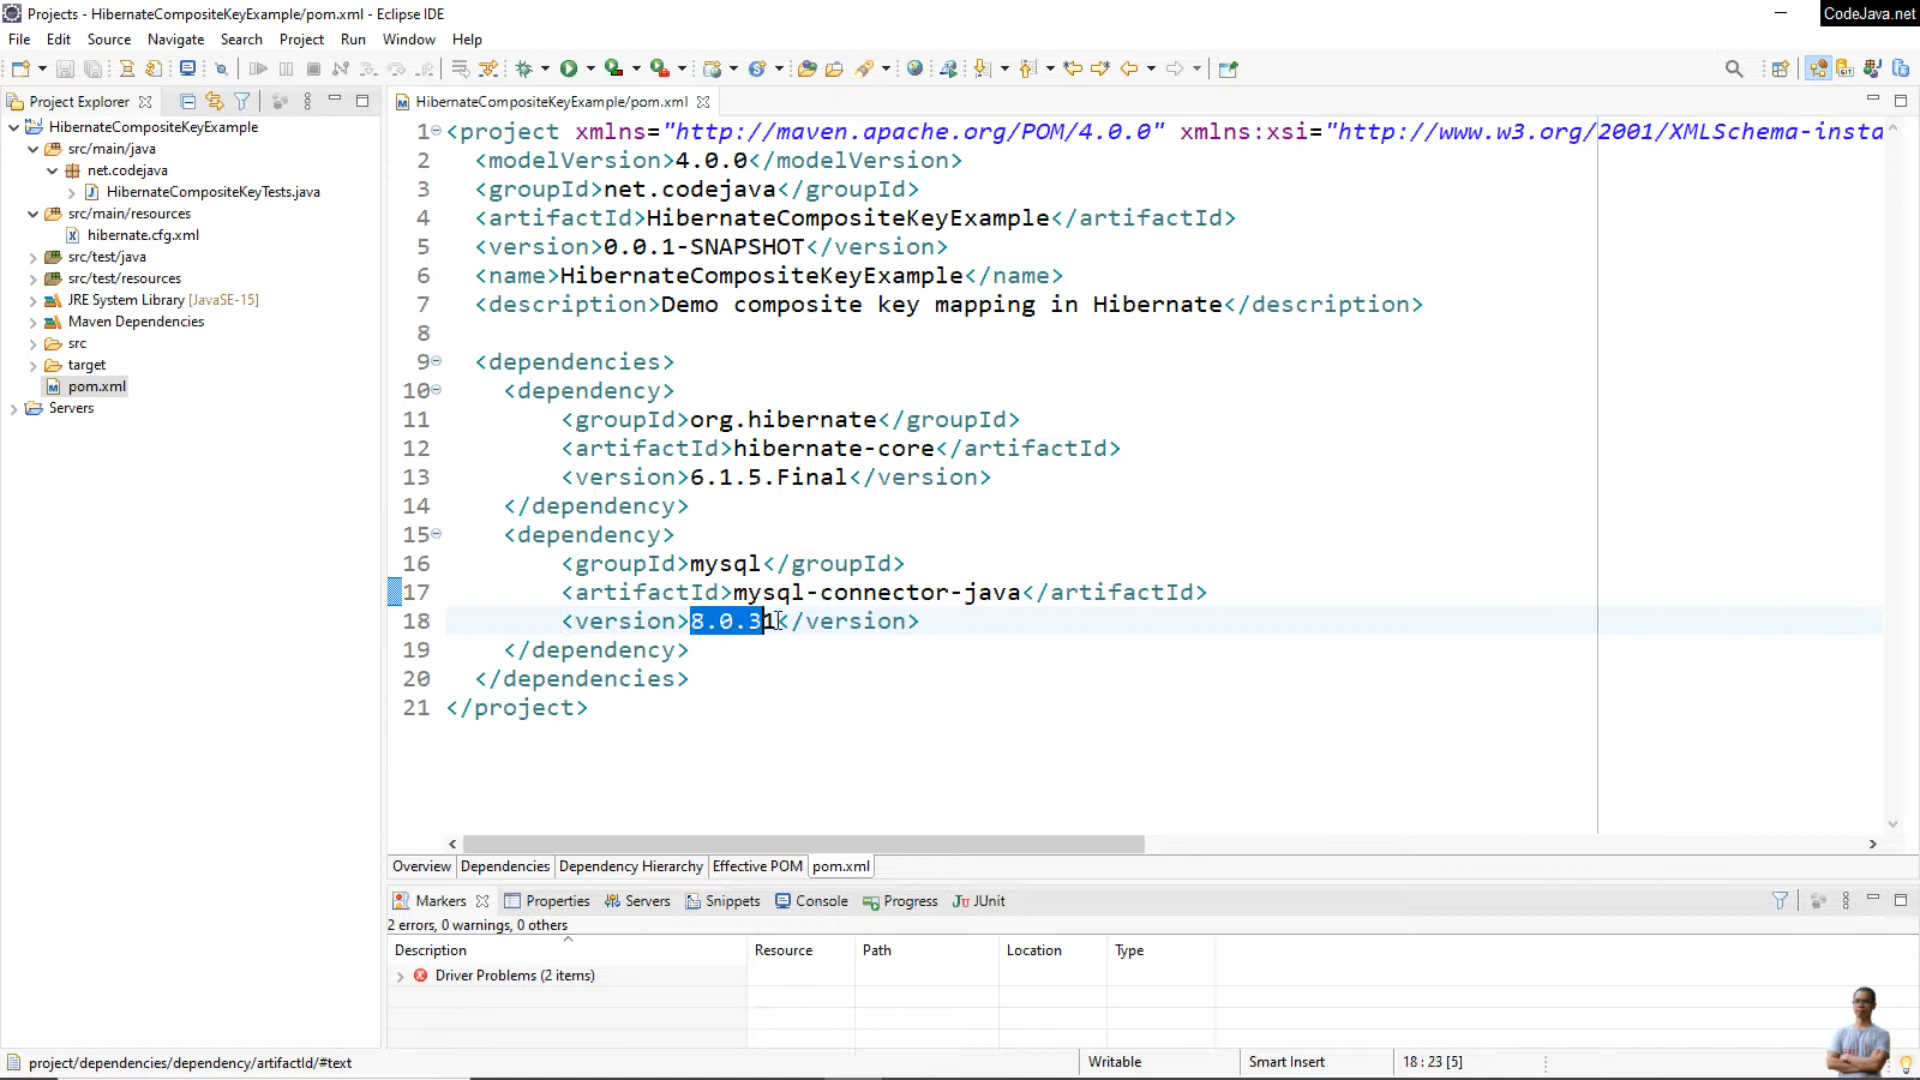 Projects - HibernateCompositeKeyExample/pom.xml - Eclipse IDE
CodeJava.net
File Edit Source Navigate Search Project Run Window Help
Project Explorer
HibernateCompositeKeyExample
src/main/java
net.codejava
HibernateCompositeKeyTests.java
src/main/resources
hibernate.cfg.xml
src/test/java
src/test/resources
JRE System Library [JavaSE-15]
Maven Dependencies
src
target
pom.xml
Servers
HibernateCompositeKeyExample/pom.xml
1 <project xmlns="http://maven.apache.org/POM/4.0.0" xmlns:xsi="http://www.w3.org/2001/XMLSchema-insta
2 <modelVersion>4.0.0</modelVersion>
3 <groupId>net.codejava</groupId>
4 <artifactId>HibernateCompositeKeyExample</artifactId>
5 <version>0.0.1-SNAPSHOT</version>
6 <name>HibernateCompositeKeyExample</name>
7 <description>Demo composite key mapping in Hibernate</description>
8
9 <dependencies>
10 <dependency>
11 <groupId>org.hibernate</groupId>
12 <artifactId>hibernate-core</artifactId>
13 <version>6.1.5.Final</version>
14 </dependency>
15 <dependency>
16 <groupId>mysql</groupId>
17 <artifactId>mysql-connector-java</artifactId>
18 <version>8.0.31</version>
19 </dependency>
20 </dependencies>
21 </project>
Overview Dependencies Dependency Hierarchy Effective POM pom.xml
Markers Properties Servers Snippets Console Progress JUnit
2 errors, 0 warnings, 0 others
Description Resource Path Location Type
Driver Problems (2 items)
project/dependencies/dependency/artifactId/#text Writable Smart Insert 18 : 23 [5]